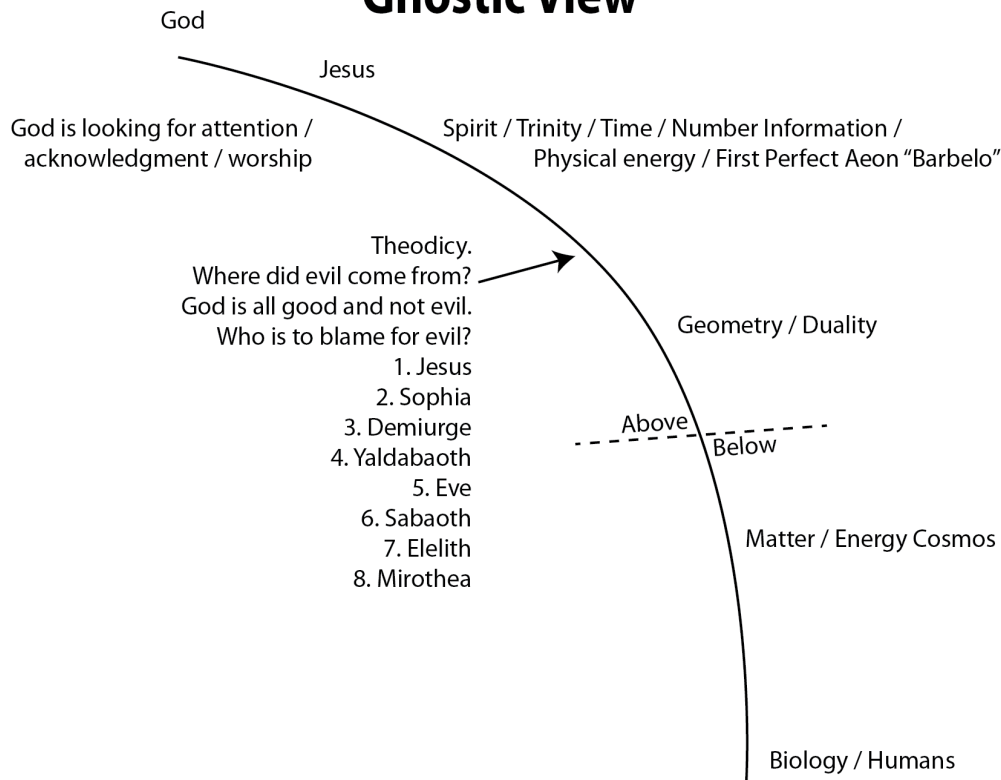 Gnostic View
God
Jesus
God is looking for attention /
acknowledgment / worship
Spirit / Trinity / Time / Number Information /
Physical energy / First Perfect Aeon “Barbelo”
Theodicy.
Where did evil come from?
God is all good and not evil.
Who is to blame for evil?
1. Jesus
2. Sophia
3. Demiurge
4. Yaldabaoth
5. Eve
6. Sabaoth
7. Elelith
8. Mirothea
Geometry / Duality
Above
Below
Matter / Energy Cosmos
Biology / Humans